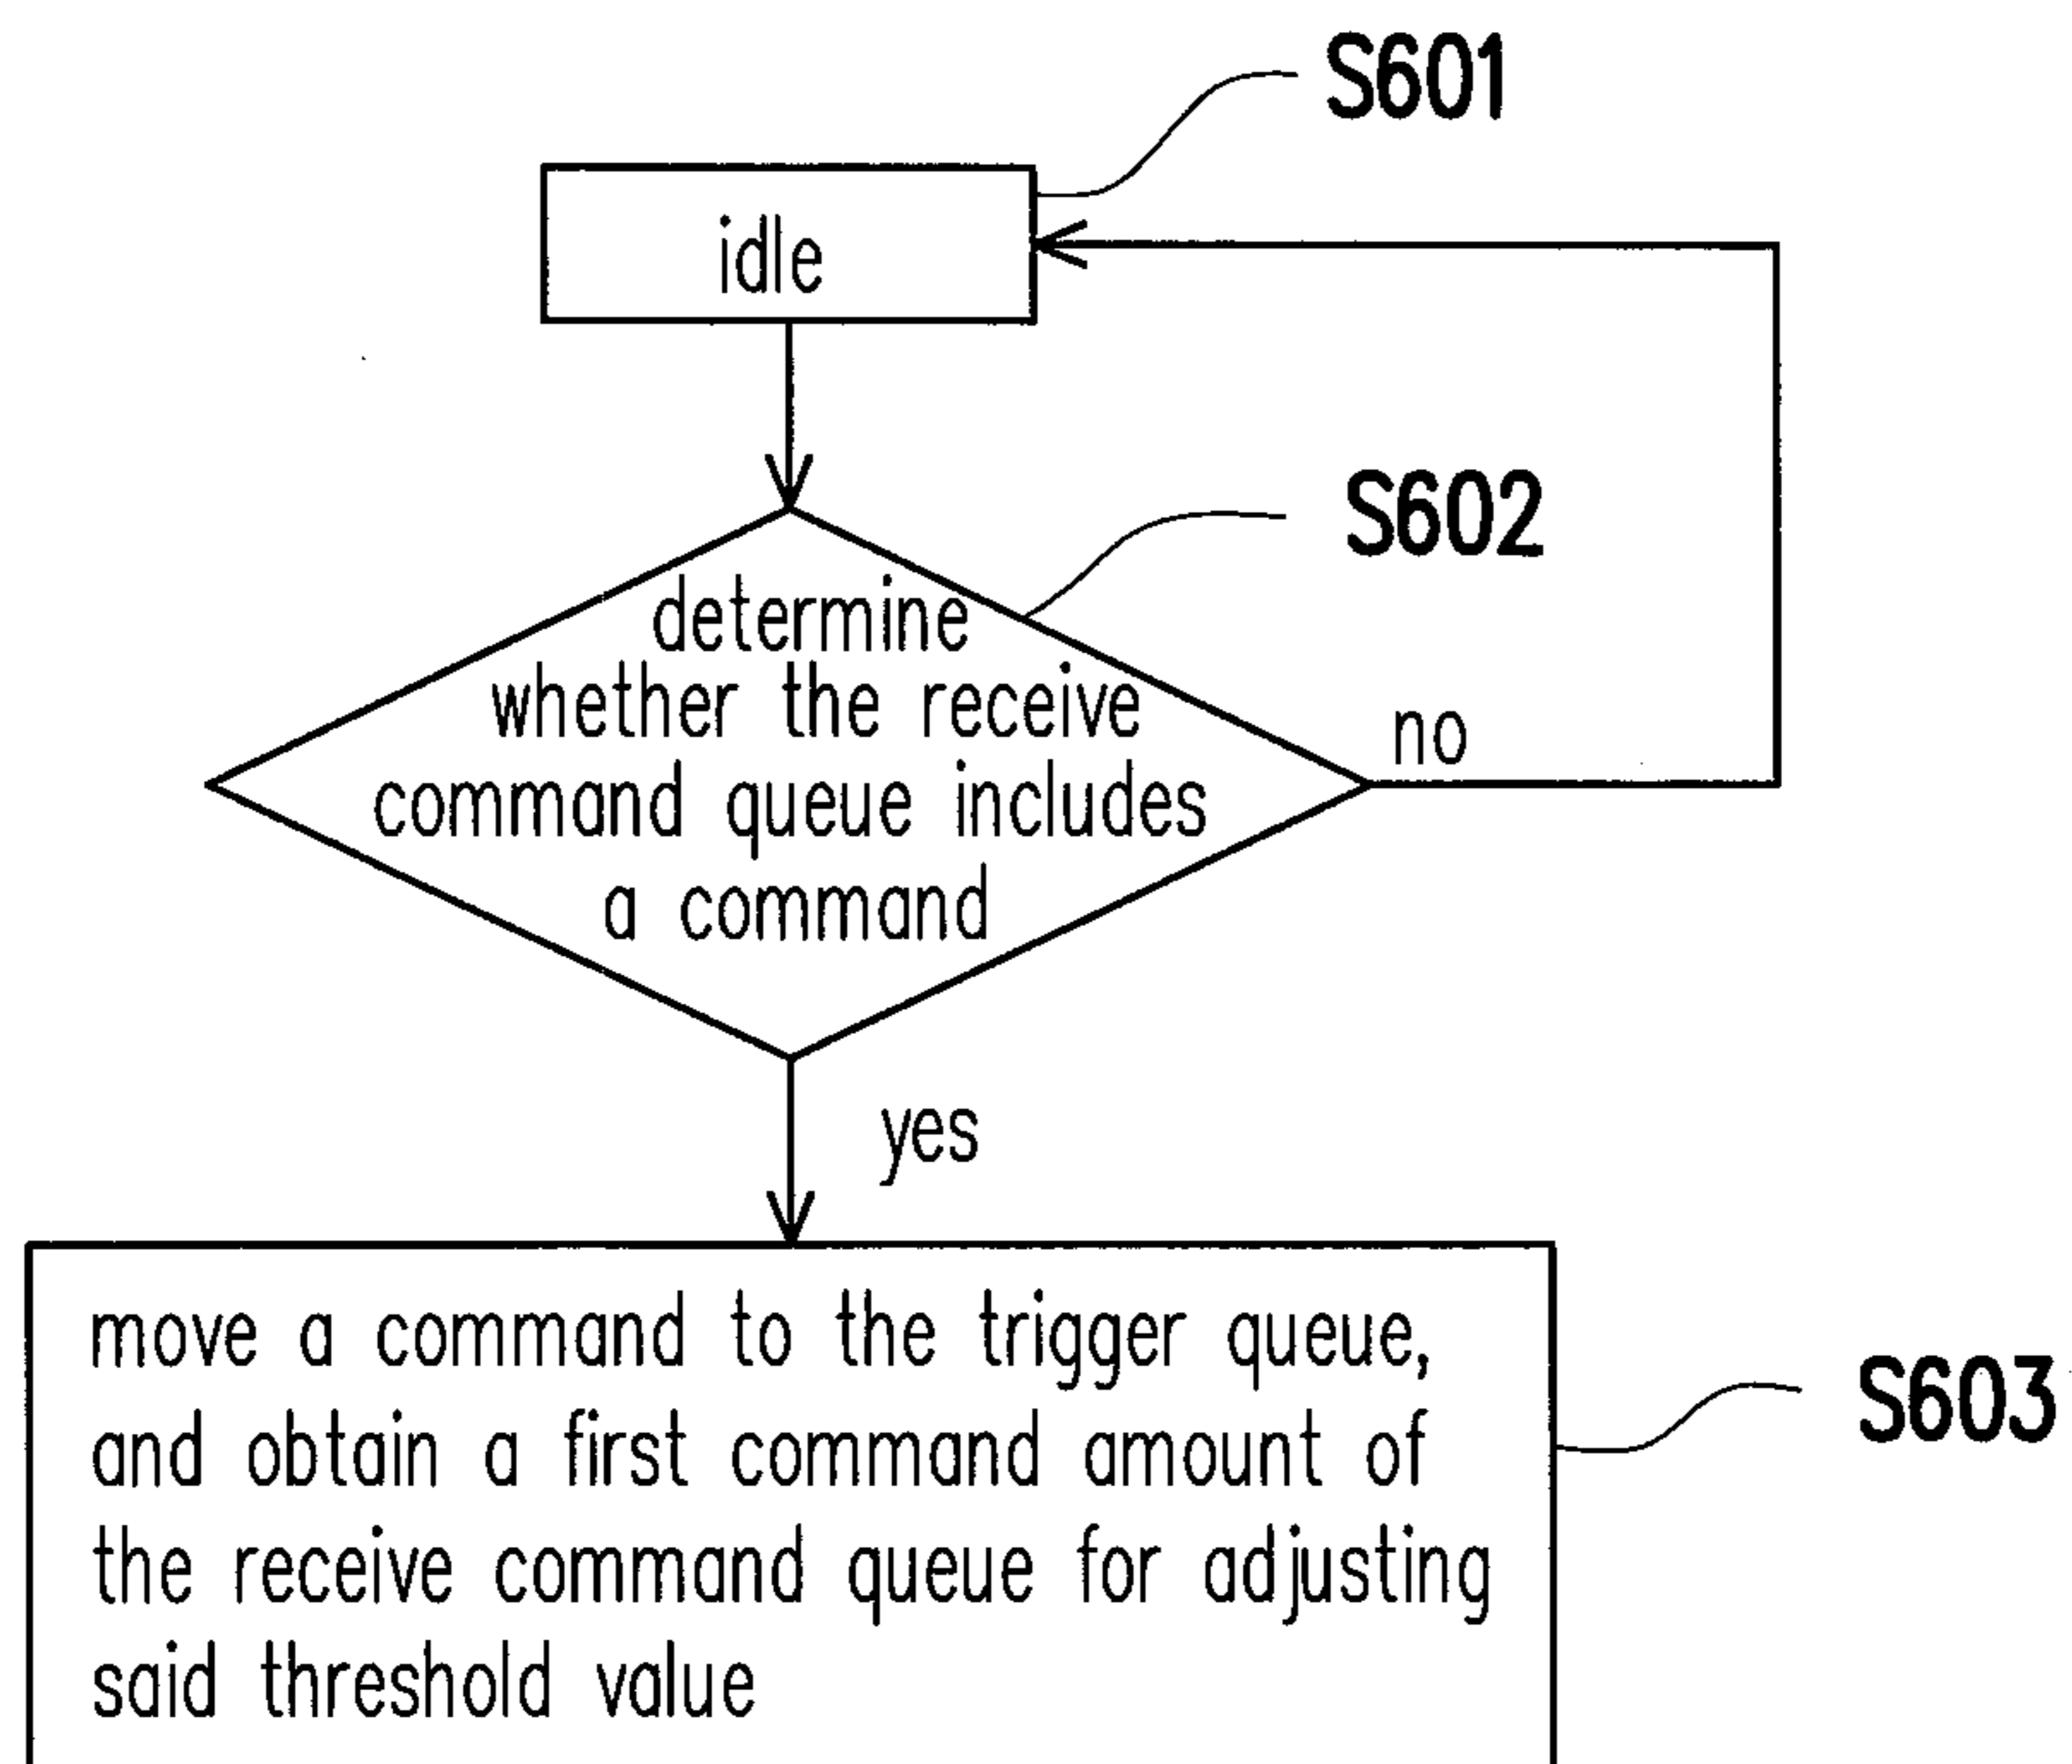 S601
idle
S602
determine
whether the receive
command queue includes
a command
no
yes
move a command to the trigger queue,
and obtain a first command amount of
the receive command queue for adjusting
said threshold value
S603